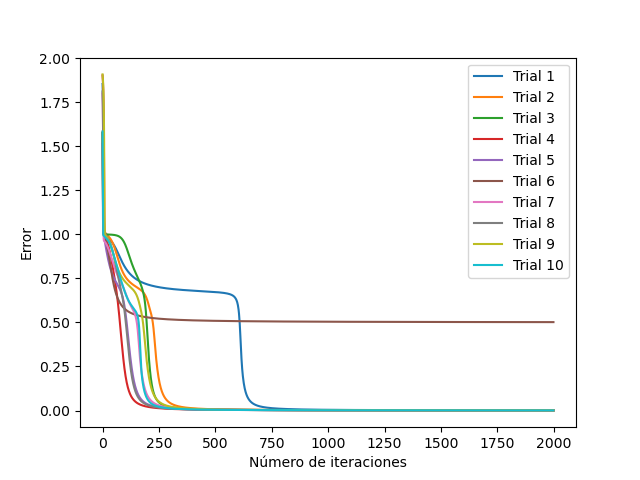 2.00
1.75
1.50
1.25
1.00
0.75
0.50
0.25
0.00
Error
0 250 500 750 1000 1250 1500 1750 2000
Número de iteraciones
Trial 1
Trial 2
Trial 3
Trial 4
Trial 5
Trial 6
Trial 7
Trial 8
Trial 9
Trial 10